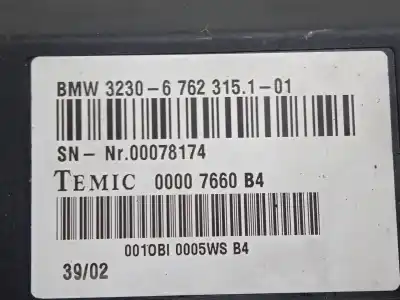 BMW 3230-6 762 315.1-01
SN- Nr.00078174
TEMIC 0000 7660 B4
001OBI 0005WS B4
39/02